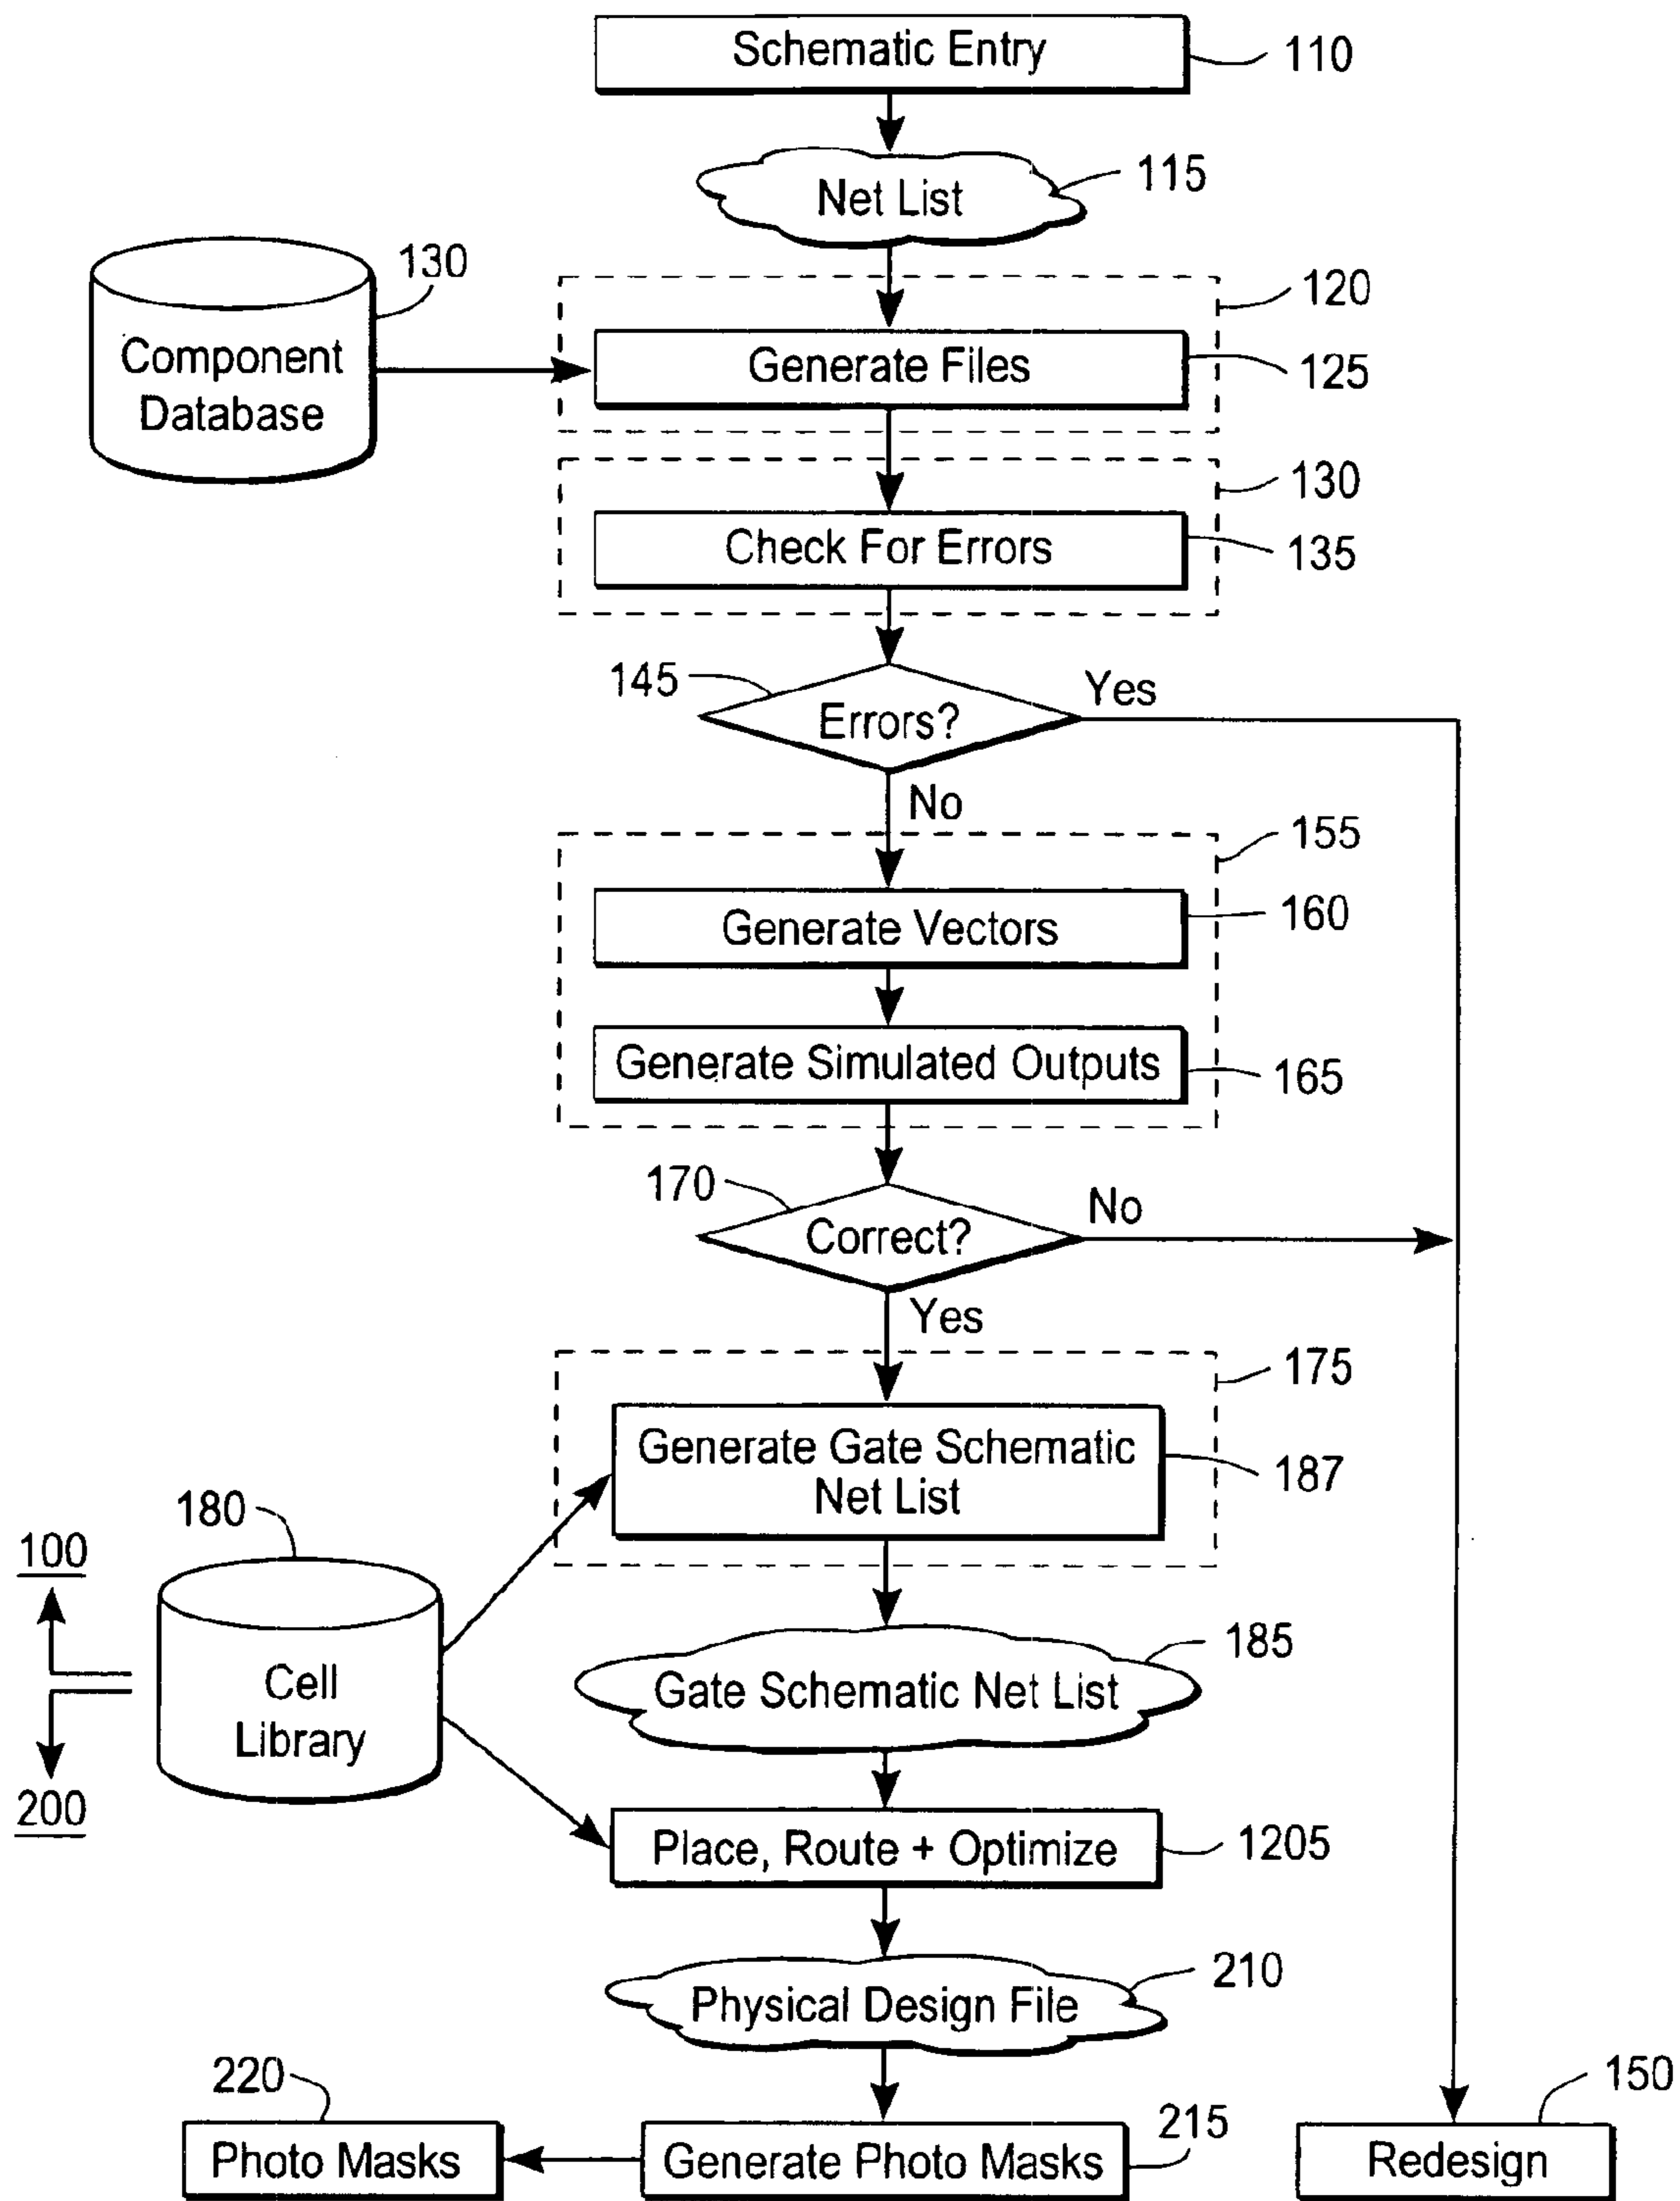 Schematic Entry
110
Net List
115
130
Component
Database
120
Generate Files
125
130
Check For Errors
135
145
Errors?
Yes
No
155
Generate Vectors
160
Generate Simulated Outputs
165
170
Correct?
No
Yes
175
Generate Gate Schematic
Net List
187
180
100
Cell
Library
200
185
Gate Schematic Net List
Place, Route + Optimize
1205
210
Physical Design File
220
Photo Masks
Generate Photo Masks
215
150
Redesign